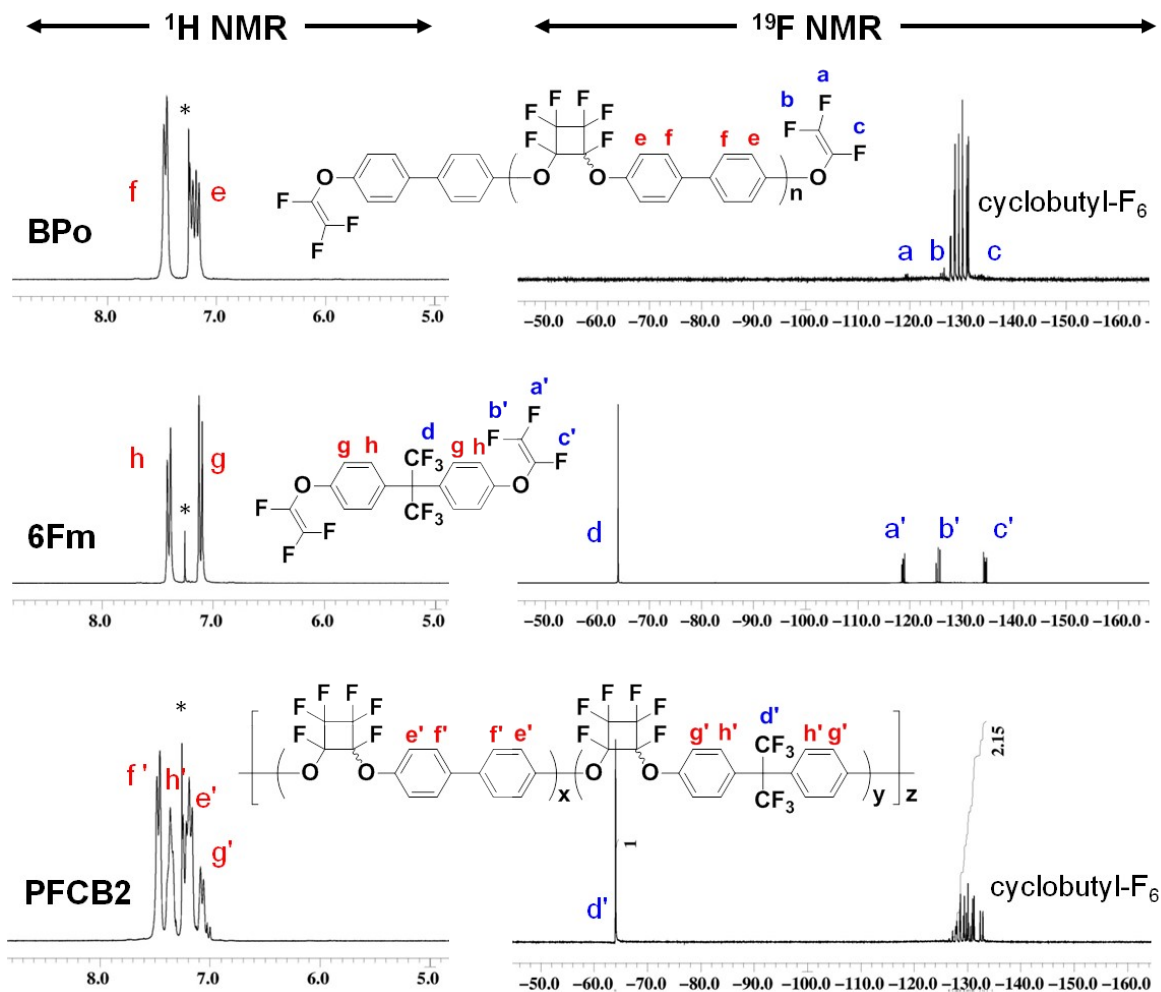 ¹H NMR
¹⁹F NMR
*
f
e
BPo
F F F F
F F
O O
e f f e
n
O
a
b
c
F
F
F
O
F
F
F
a b c
cyclobutyl-F₆
8.0 7.0 6.0 5.0
-50.0 -60.0 -70.0 -80.0 -90.0 -100.0 -110.0 -120.0 -130.0 -140.0 -150.0 -160.0
h
g
*
6Fm
g h
d
CF₃
CF₃
g h
a'
b'
c'
F
F
F
O
O
F
F
F
d
a' b' c'
8.0 7.0 6.0 5.0
-50.0 -60.0 -70.0 -80.0 -90.0 -100.0 -110.0 -120.0 -130.0 -140.0 -150.0 -160.0
*
f ' h' e'
g'
PFCB2
F F F F
F F
O O
e' f' f' e'
x
F F F F
F F
O O
g' h'
d'
CF₃
CF₃
h' g'
y z
1
2.15
d'
cyclobutyl-F₆
8.0 7.0 6.0 5.0
-50.0 -60.0 -70.0 -80.0 -90.0 -100.0 -110.0 -120.0 -130.0 -140.0 -150.0 -160.0